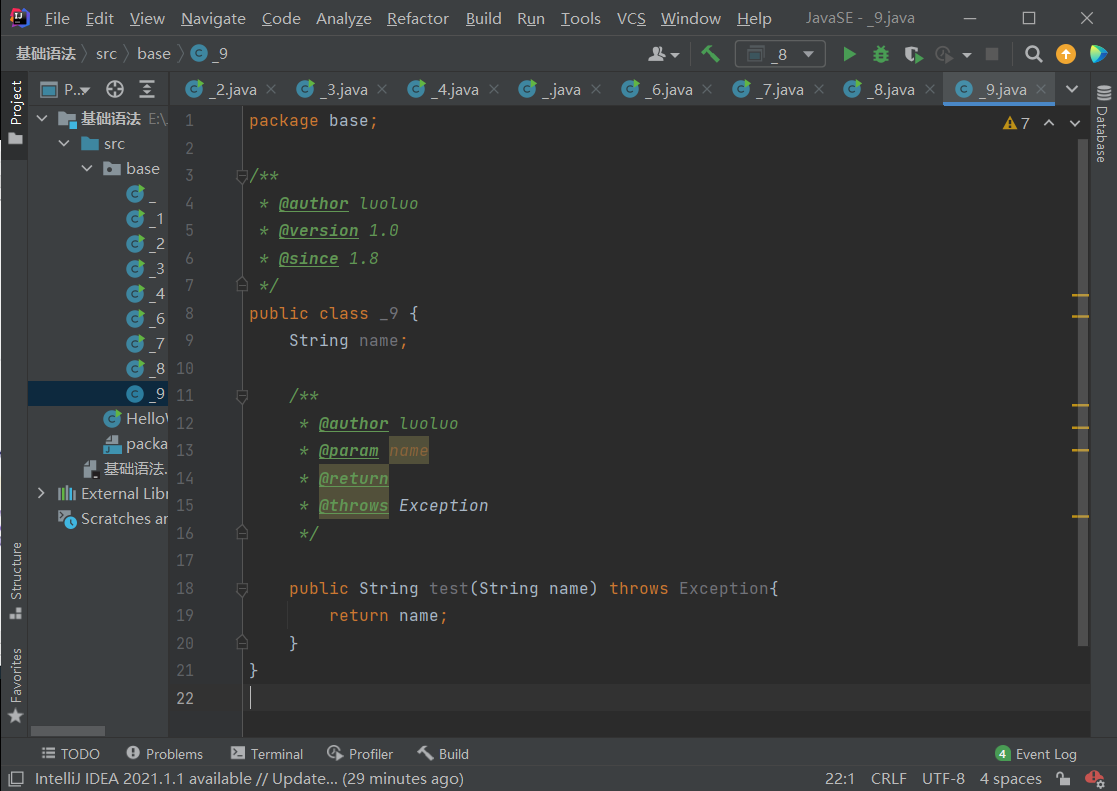 File Edit View Navigate Code Analyze Refactor Build Run Tools VCS Window Help JavaSE - _9.java
基础语法 src base _9 _8
Project P... _2.java _3.java _4.java _.java _6.java _7.java _8.java _9.java
Database
基础语法 E:\
src
base
_
_1
_2
_3
_4
_6
_7
_8
_9
Hello
packa
基础语法.
External Libr
Scratches ar
7
1 package base;
2
3 /**
4 * @author luoluo
5 * @version 1.0
6 * @since 1.8
7 */
8 public class _9 {
9 String name;
10
11 /**
12 * @author luoluo
13 * @param name
14 * @return
15 * @throws Exception
16 */
17
18 public String test(String name) throws Exception{
19 return name;
20 }
21 }
22
Structure
Favorites
TODO Problems Terminal Profiler Build 4 Event Log
IntelliJ IDEA 2021.1.1 available // Update... (29 minutes ago) 22:1 CRLF UTF-8 4 spaces